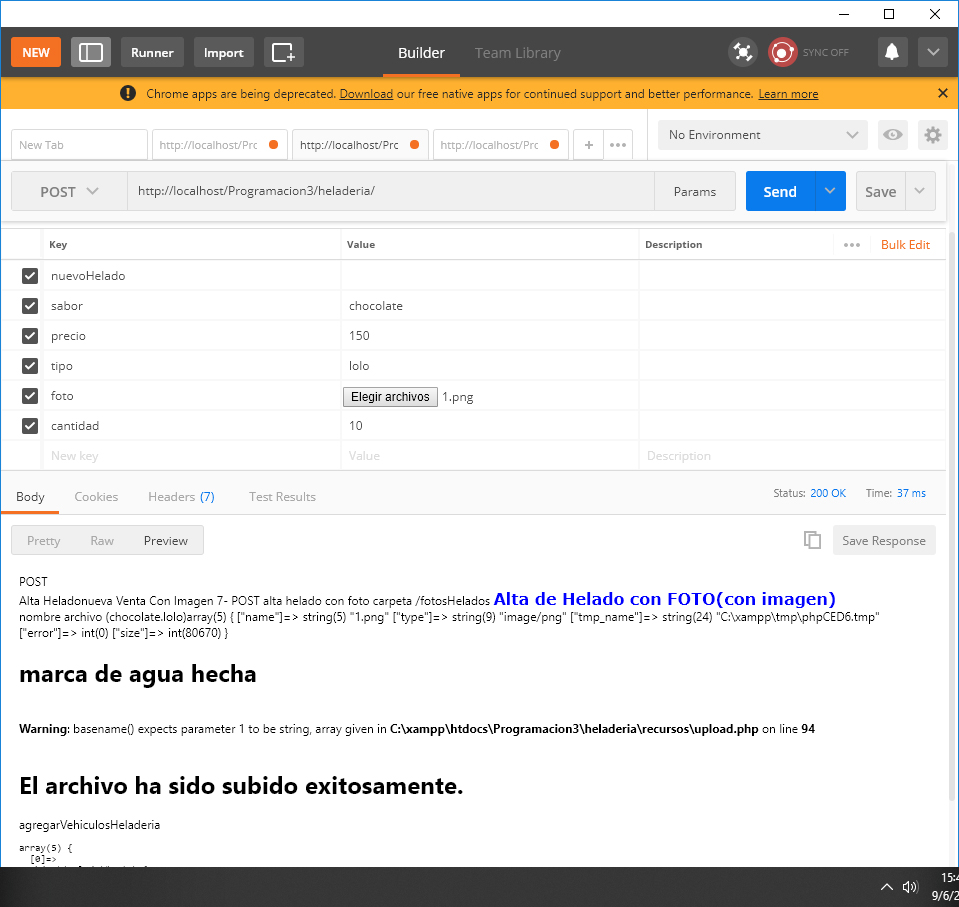 NEW Runner Import Builder Team Library SYNC OFF
Chrome apps are being deprecated. Download our free native apps for continued support and better performance. Learn more
New Tab http://localhost/Prc http://localhost/Prc http://localhost/Prc + ••• No Environment
POST http://localhost/Programacion3/heladeria/ Params Send Save
Key Value Description ••• Bulk Edit
nuevoHelado
sabor chocolate
precio 150
tipo lolo
foto Elegir archivos 1.png
cantidad 10
New key Value Description
Body Cookies Headers (7) Test Results Status: 200 OK Time: 37 ms
Pretty Raw Preview Save Response
POST
Alta Heladonueva Venta Con Imagen 7- POST alta helado con foto carpeta /fotosHelados Alta de Helado con FOTO(con imagen)
nombre archivo (chocolate.lolo)array(5) { ["name"]=> string(5) "1.png" ["type"]=> string(9) "image/png" ["tmp_name"]=> string(24) "C:\xampp\tmp\phpCED6.tmp"
["error"]=> int(0) ["size"]=> int(80670) }
marca de agua hecha
Warning: basename() expects parameter 1 to be string, array given in C:\xampp\htdocs\Programacion3\heladeria\recursos\upload.php on line 94
El archivo ha sido subido exitosamente.
agregarVehiculosHeladeria
array(5) {
[0]=>
15:4
9/6/2